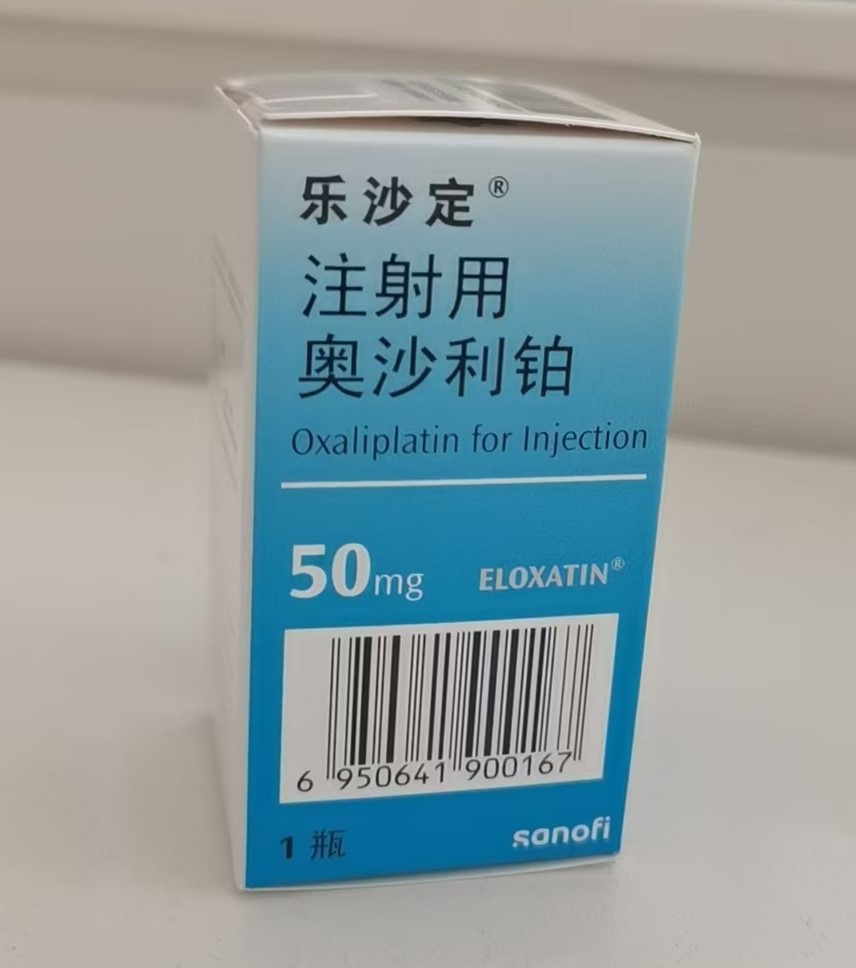 乐沙定®
注射用
奥沙利铂
Oxaliplatin for Injection
50mg ELOXATIN®
6 950641 900167
1 瓶 sanofi